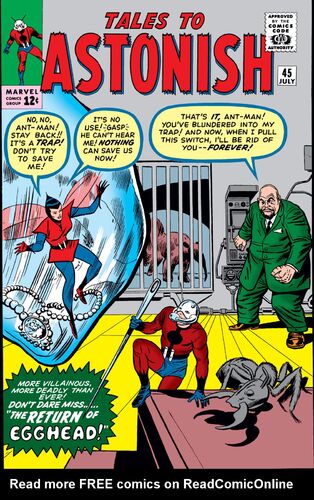 TALES TO
ASTONISH
APPROVED
BY THE
COMICS
CODE
AUTHORITY
MARVEL
COMICS
GROUP
12¢
45
JULY
NO, NO,
ANT-MAN!
STAY BACK!!
IT'S A TRAP!
DON'T TRY
TO SAVE
ME!
IT'S NO
USE! GASP
HE CAN'T HEAR
ME! NOTHING
CAN SAVE US
NOW!
THAT'S IT, ANT-MAN!
YOU'VE BLUNDERED INTO MY
TRAP! AND NOW, WHEN I PULL
THIS SWITCH, I'LL BE RID OF
YOU--FOREVER!
MORE VILLAINOUS,
MORE DEADLY THAN
EVER!
DON'T DARE MISS.....
"THE RETURN OF
EGGHEAD!"
Read more FREE comics on ReadComicOnline